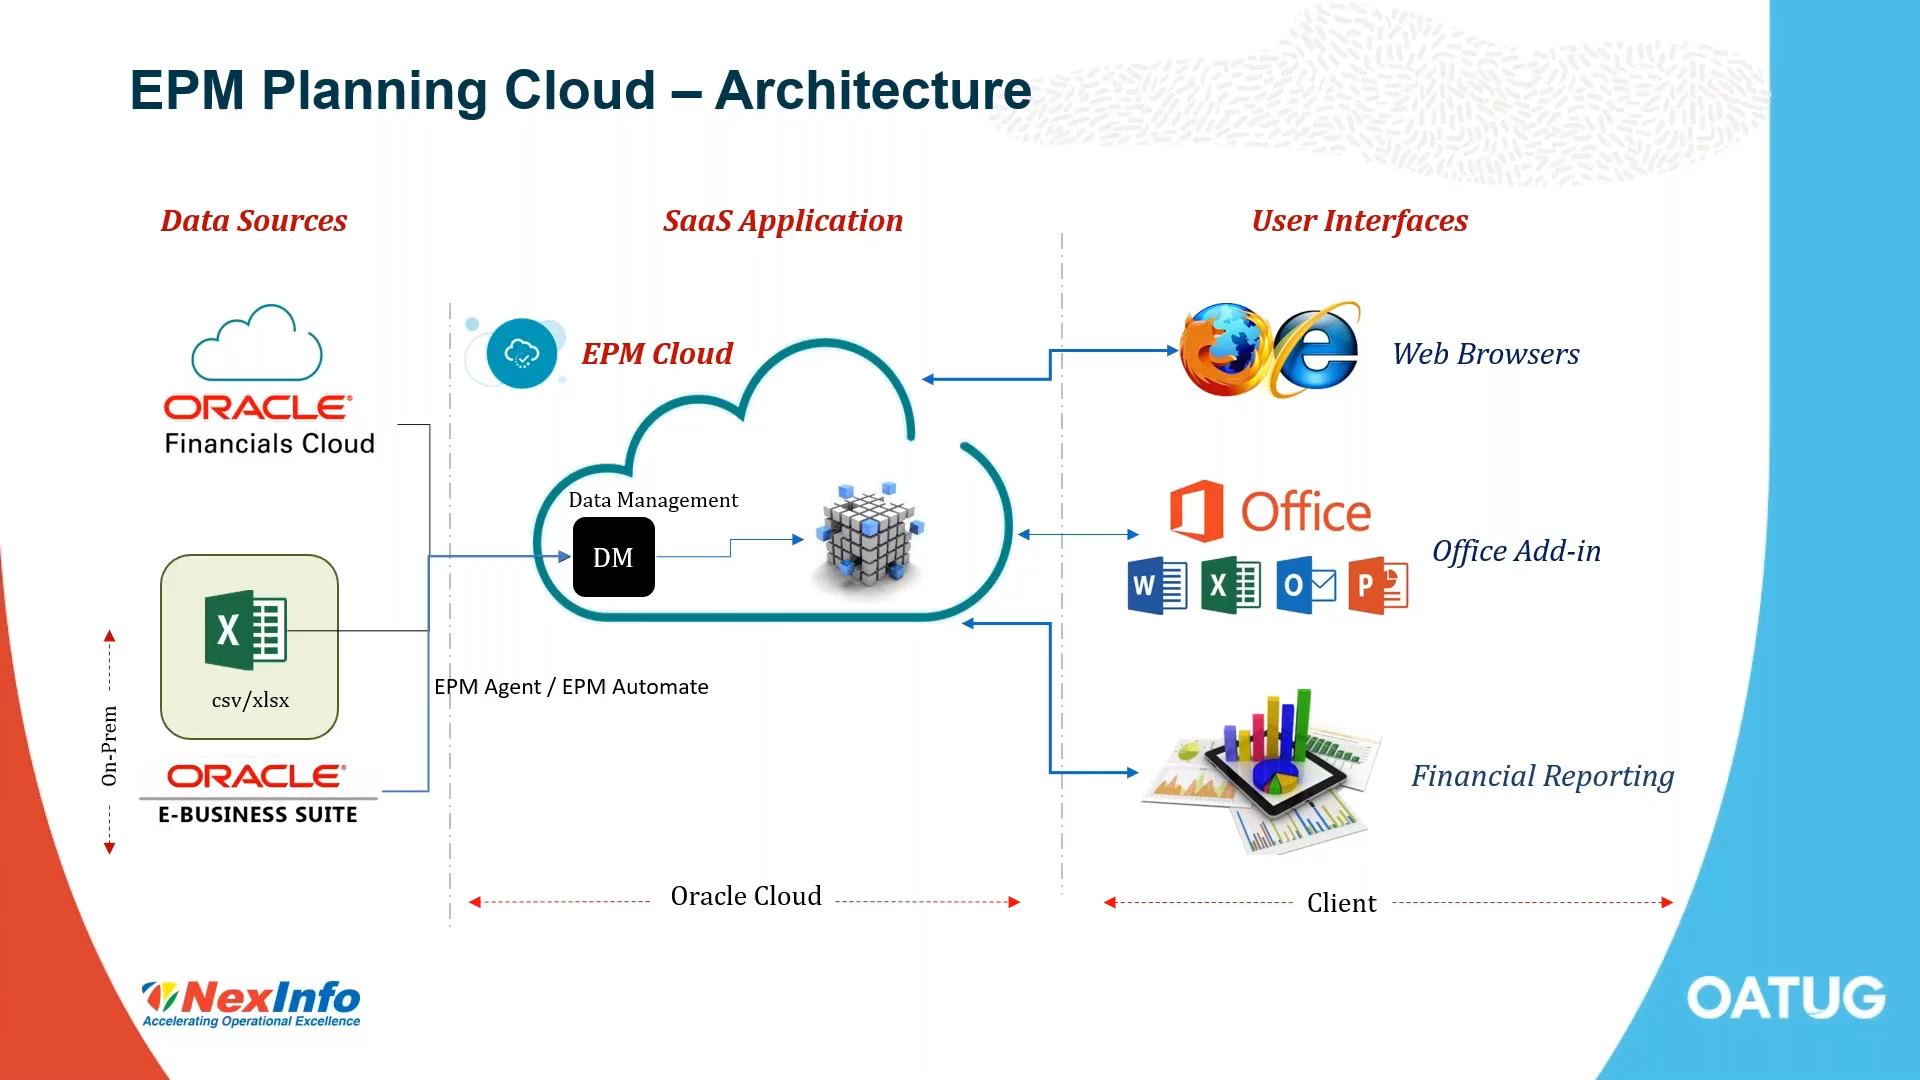 EPM Planning Cloud – Architecture
Data Sources
SaaS Application
User Interfaces
ORACLE®
Financials Cloud
EPM Cloud
Web Browsers
Data Management
DM
Office
W
X
O
P
Office Add-in
X
csv/xlsx
On-Prem
EPM Agent / EPM Automate
ORACLE®
E-BUSINESS SUITE
Financial Reporting
Oracle Cloud
Client
NexInfo
Accelerating Operational Excellence
OATUG